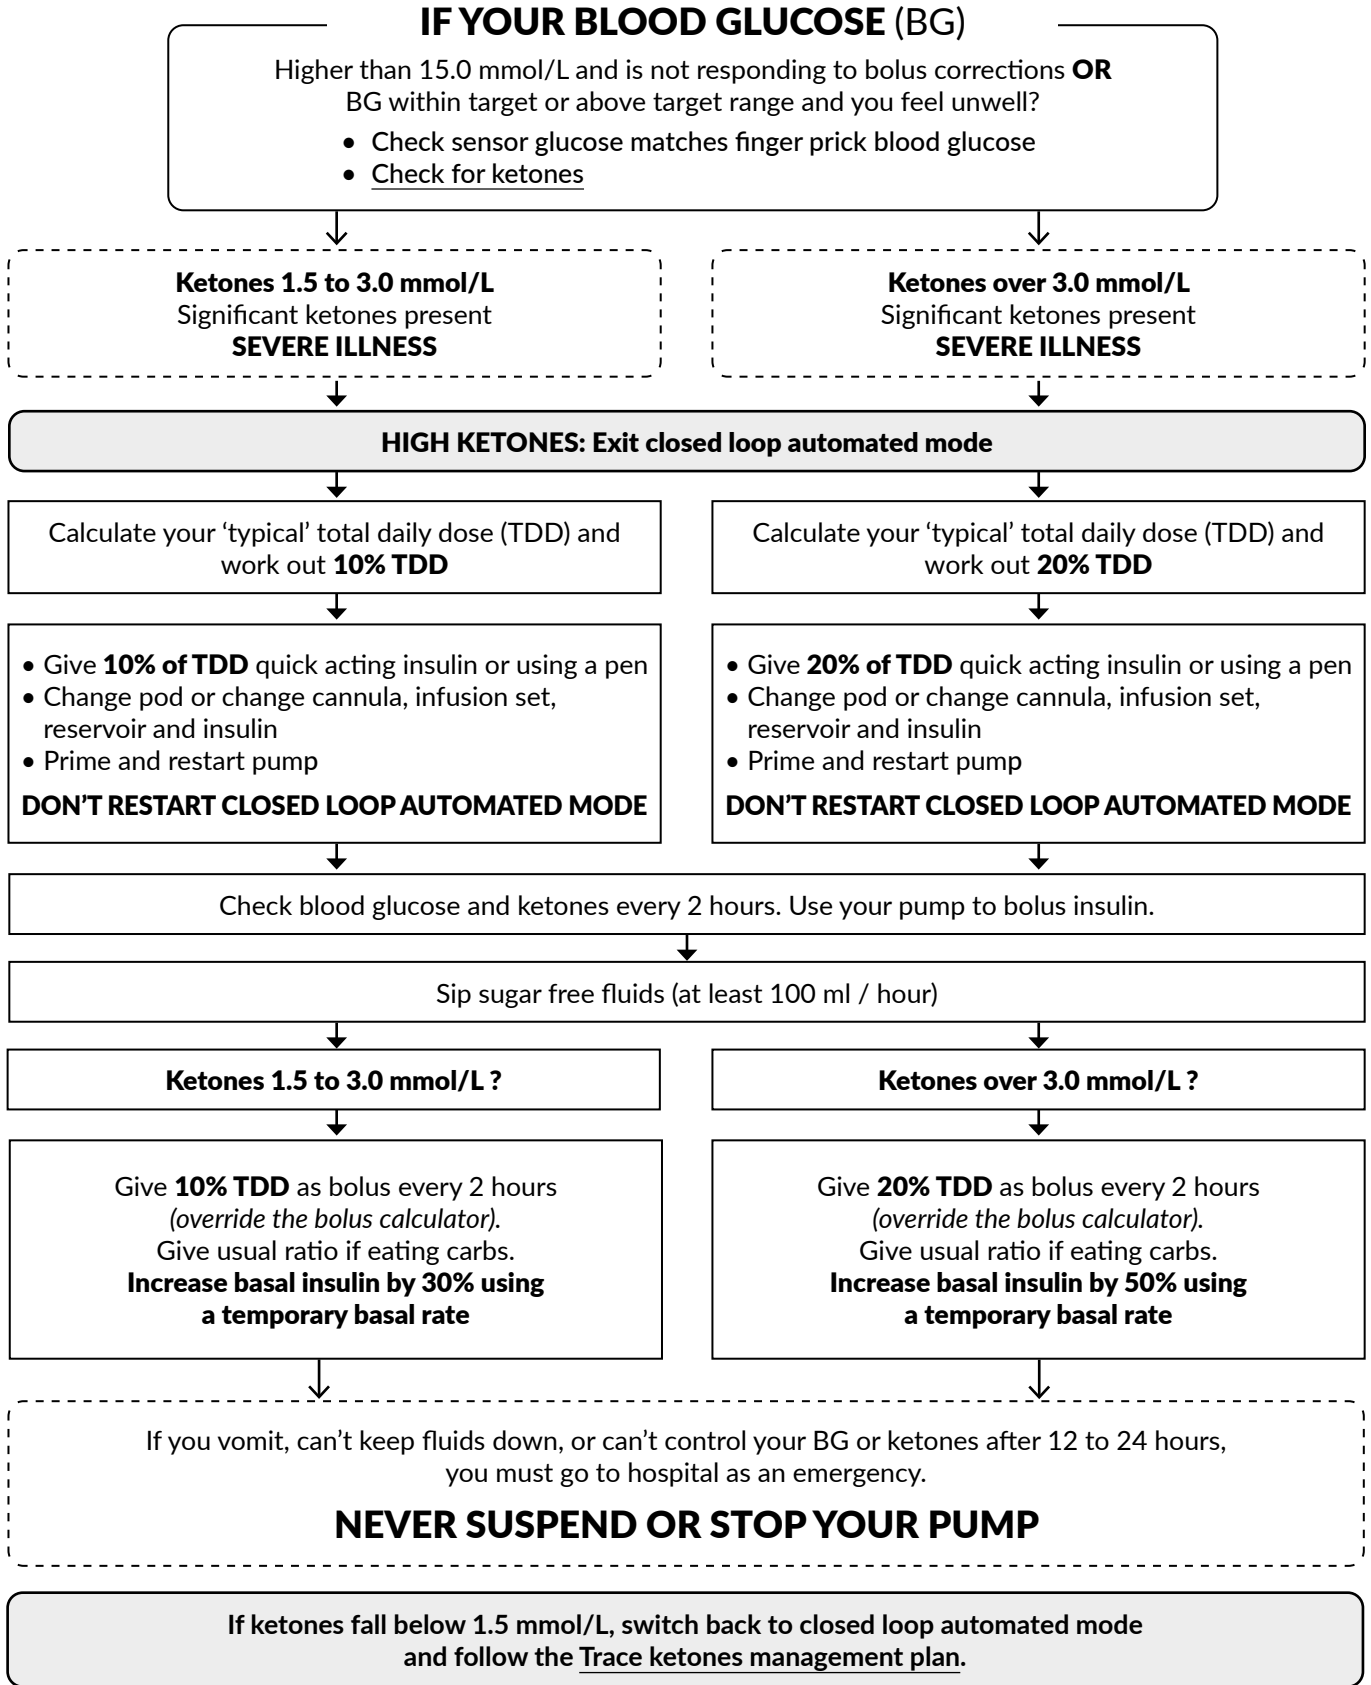 IF YOUR BLOOD GLUCOSE (BG)
Higher than 15.0 mmol/L and is not responding to bolus corrections OR
BG within target or above target range and you feel unwell?
• Check sensor glucose matches finger prick blood glucose
• Check for ketones
Ketones 1.5 to 3.0 mmol/L
Significant ketones present
SEVERE ILLNESS
Ketones over 3.0 mmol/L
Significant ketones present
SEVERE ILLNESS
HIGH KETONES: Exit closed loop automated mode
Calculate your ‘typical’ total daily dose (TDD) and
work out 10% TDD
Calculate your ‘typical’ total daily dose (TDD) and
work out 20% TDD
• Give 10% of TDD quick acting insulin or using a pen
• Change pod or change cannula, infusion set,
reservoir and insulin
• Prime and restart pump
DON’T RESTART CLOSED LOOP AUTOMATED MODE
• Give 20% of TDD quick acting insulin or using a pen
• Change pod or change cannula, infusion set,
reservoir and insulin
• Prime and restart pump
DON’T RESTART CLOSED LOOP AUTOMATED MODE
Check blood glucose and ketones every 2 hours. Use your pump to bolus insulin.
Sip sugar free fluids (at least 100 ml / hour)
Ketones 1.5 to 3.0 mmol/L ?
Ketones over 3.0 mmol/L ?
Give 10% TDD as bolus every 2 hours
(override the bolus calculator).
Give usual ratio if eating carbs.
Increase basal insulin by 30% using
a temporary basal rate
Give 20% TDD as bolus every 2 hours
(override the bolus calculator).
Give usual ratio if eating carbs.
Increase basal insulin by 50% using
a temporary basal rate
If you vomit, can’t keep fluids down, or can’t control your BG or ketones after 12 to 24 hours,
you must go to hospital as an emergency.
NEVER SUSPEND OR STOP YOUR PUMP
If ketones fall below 1.5 mmol/L, switch back to closed loop automated mode
and follow the Trace ketones management plan.